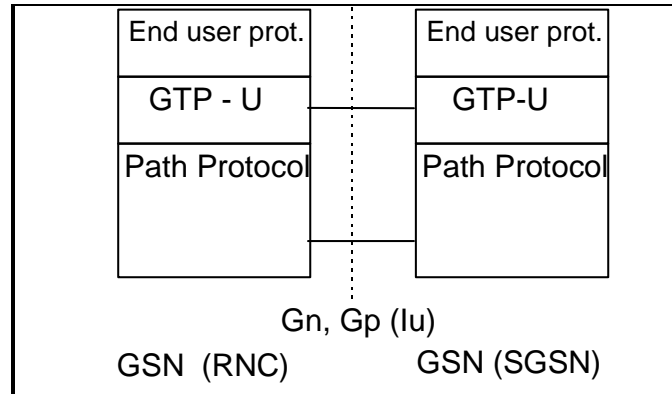 End user prot.
GTP - U
Path Protocol
End user prot.
GTP-U
Path Protocol
Gn, Gp (Iu)
GSN (RNC)
GSN (SGSN)